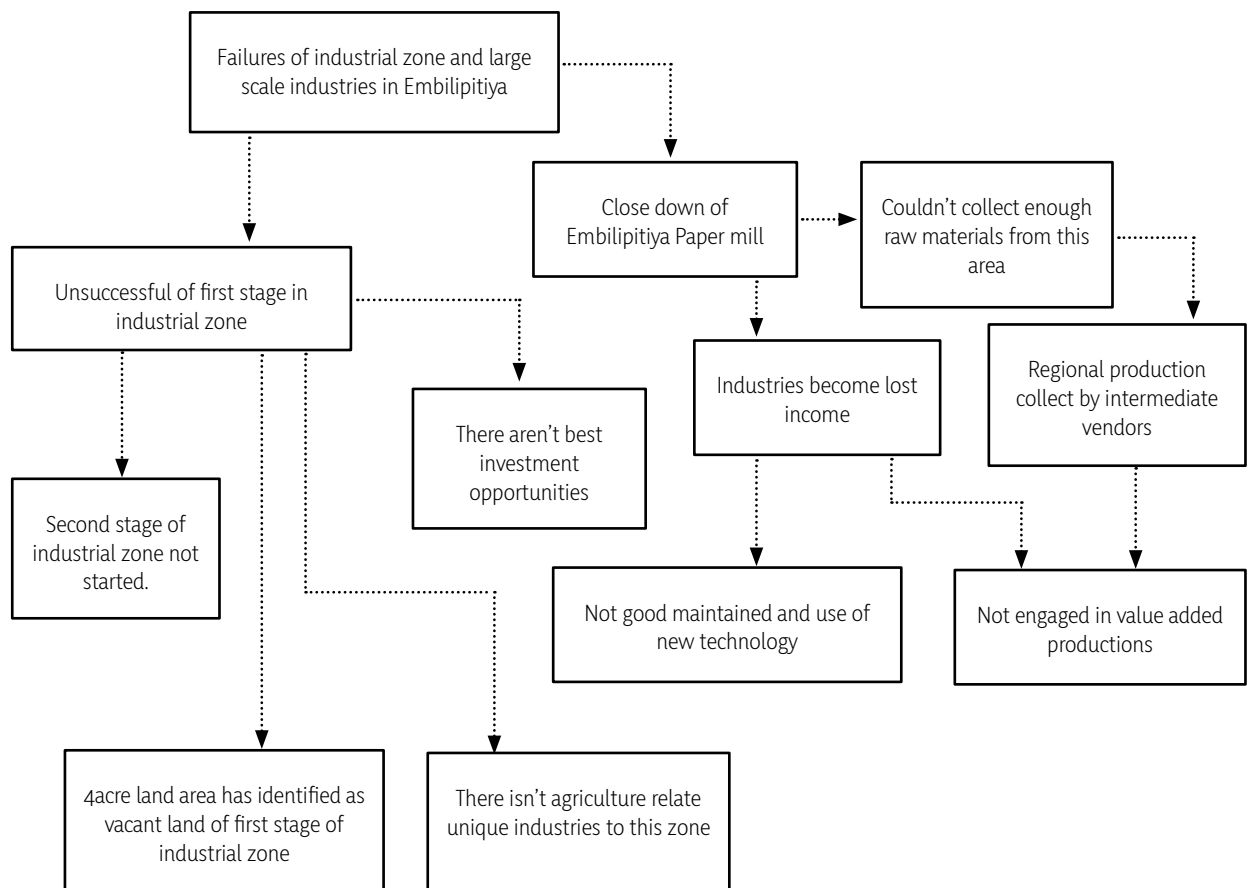 Failures of industrial zone and large
scale industries in Embilipitiya
Close down of
Embilipitiya Paper mill
Couldn't collect enough
raw materials from this
area
Unsuccessful of first stage in
industrial zone
Regional production
collect by intermediate
vendors
Industries become lost
income
There aren't best
investment
opportunities
Second stage of
industrial zone not
started.
Not good maintained and use of
new technology
Not engaged in value added
productions
4acre land area has identified as
vacant land of first stage of
industrial zone
There isn't agriculture relate
unique industries to this zone